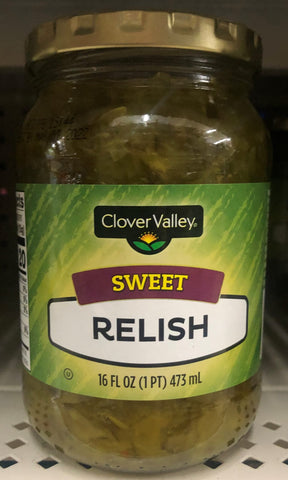 Clover Valley®
SWEET
RELISH
16 FL OZ (1 PT) 473 mL